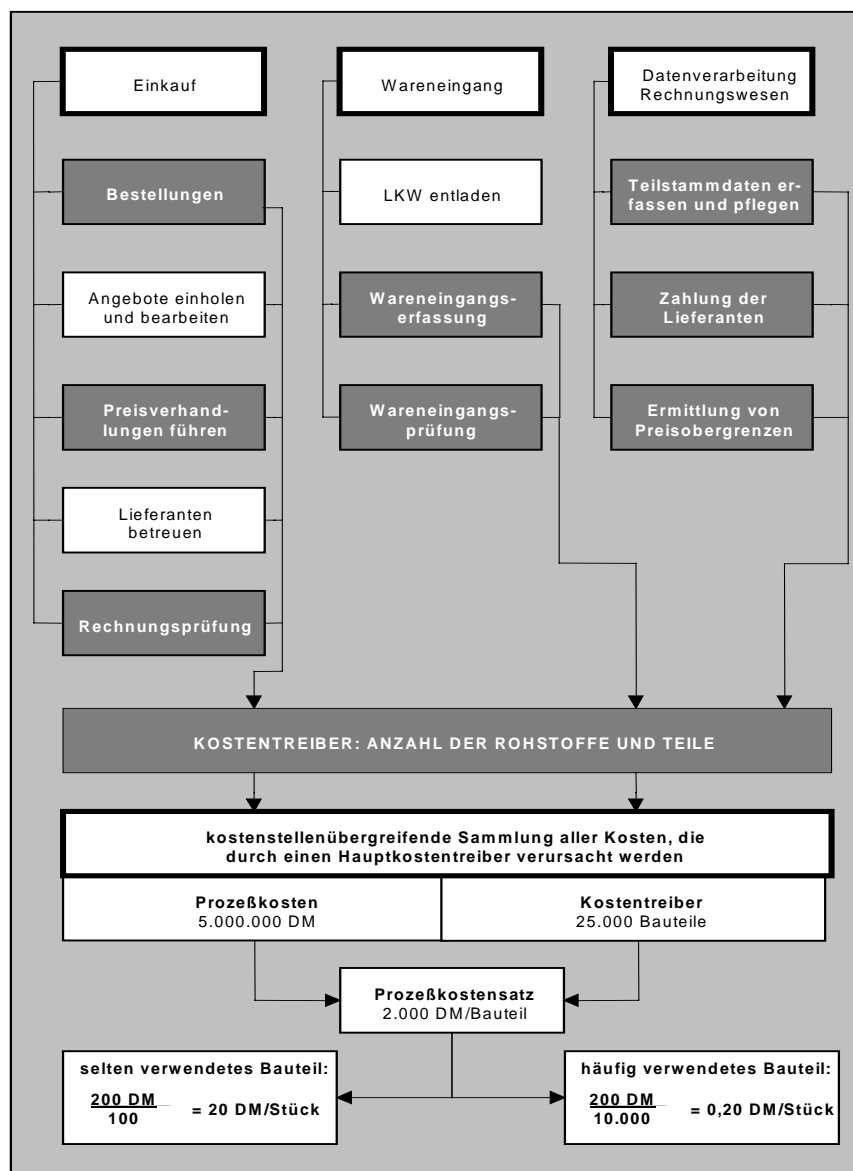 Einkauf
Wareneingang
Datenverarbeitung
Rechnungswesen
Bestellungen
LKW entladen
Teilstammdaten er-
fassen und pflegen
Angebote einholen
und bearbeiten
Wareneingangs-
erfassung
Zahlung der
Lieferanten
Preisverhand-
lungen führen
Wareneingangs-
prüfung
Ermittlung von
Preisobergrenzen
Lieferanten
betreuen
Rechnungsprüfung
KOSTENTREIBER: ANZAHL DER ROHSTOFFE UND TEILE
kostenstellenübergreifende Sammlung aller Kosten, die
durch einen Hauptkostentreiber verursacht werden
Prozeßkosten
5.000.000 DM
Kostentreiber
25.000 Bauteile
Prozeßkostensatz
2.000 DM/Bauteil
selten verwendetes Bauteil:
200 DM
100
= 20 DM/Stück
häufig verwendetes Bauteil:
200 DM
10.000
= 0,20 DM/Stück